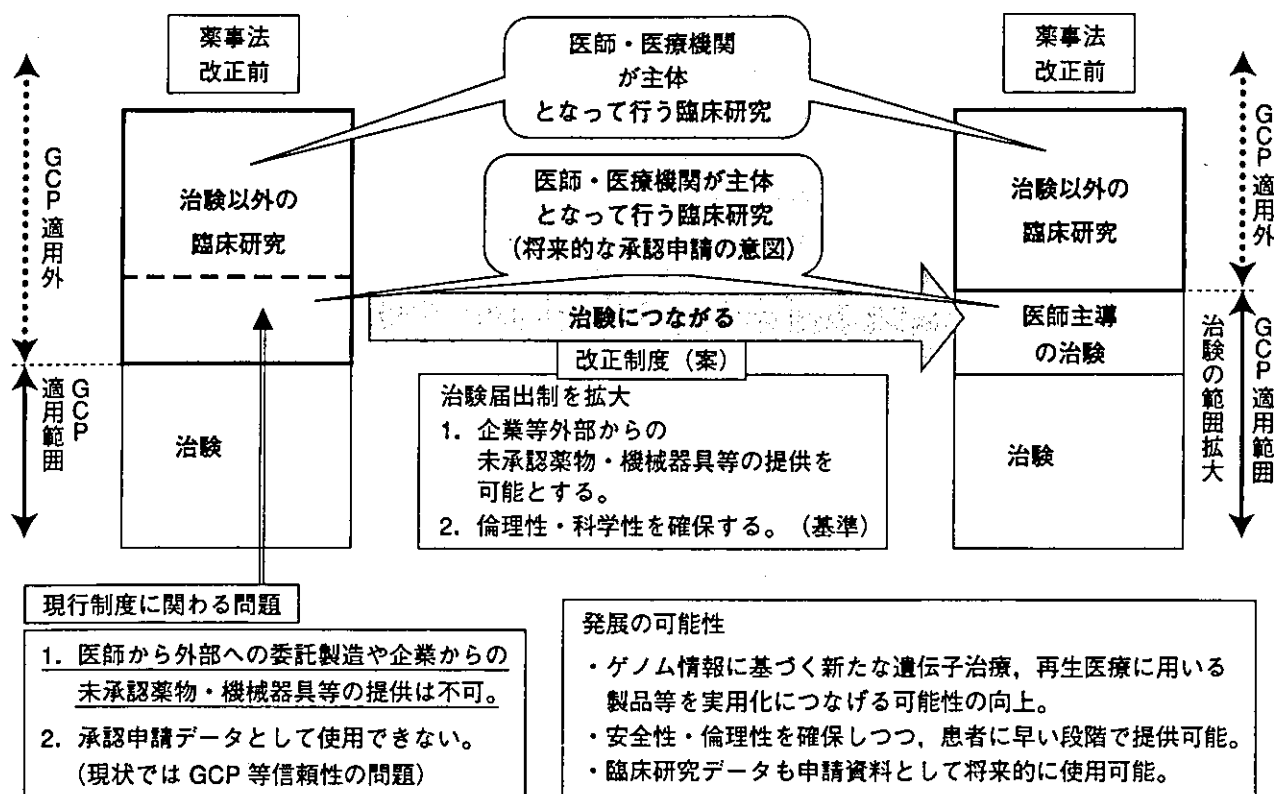 薬事法
改正前
医師・医療機関
が主体
となって行う臨床研究
薬事法
改正前
GCP適用外
治験以外の
臨床研究
医師・医療機関が主体
となって行う臨床研究
(将来的な承認申請の意図)
治験以外の
臨床研究
GCP適用外
治験につながる
医師主導
の治験
改正制度(案)
GCP
適用範囲
治験
治験届出制を拡大
1. 企業等外部からの
未承認薬物・機械器具等の提供を
可能とする。
2. 倫理性・科学性を確保する。(基準)
治験
GCP適用範囲
治験の範囲拡大
現行制度に関わる問題
1. 医師から外部への委託製造や企業からの
未承認薬物・機械器具等の提供は不可。
2. 承認申請データとして使用できない。
(現状では GCP 等信頼性の問題)
発展の可能性
・ゲノム情報に基づく新たな遺伝子治療,再生医療に用いる
製品等を実用化につなげる可能性の向上。
・安全性・倫理性を確保しつつ,患者に早い段階で提供可能。
・臨床研究データも申請資料として将来的に使用可能。